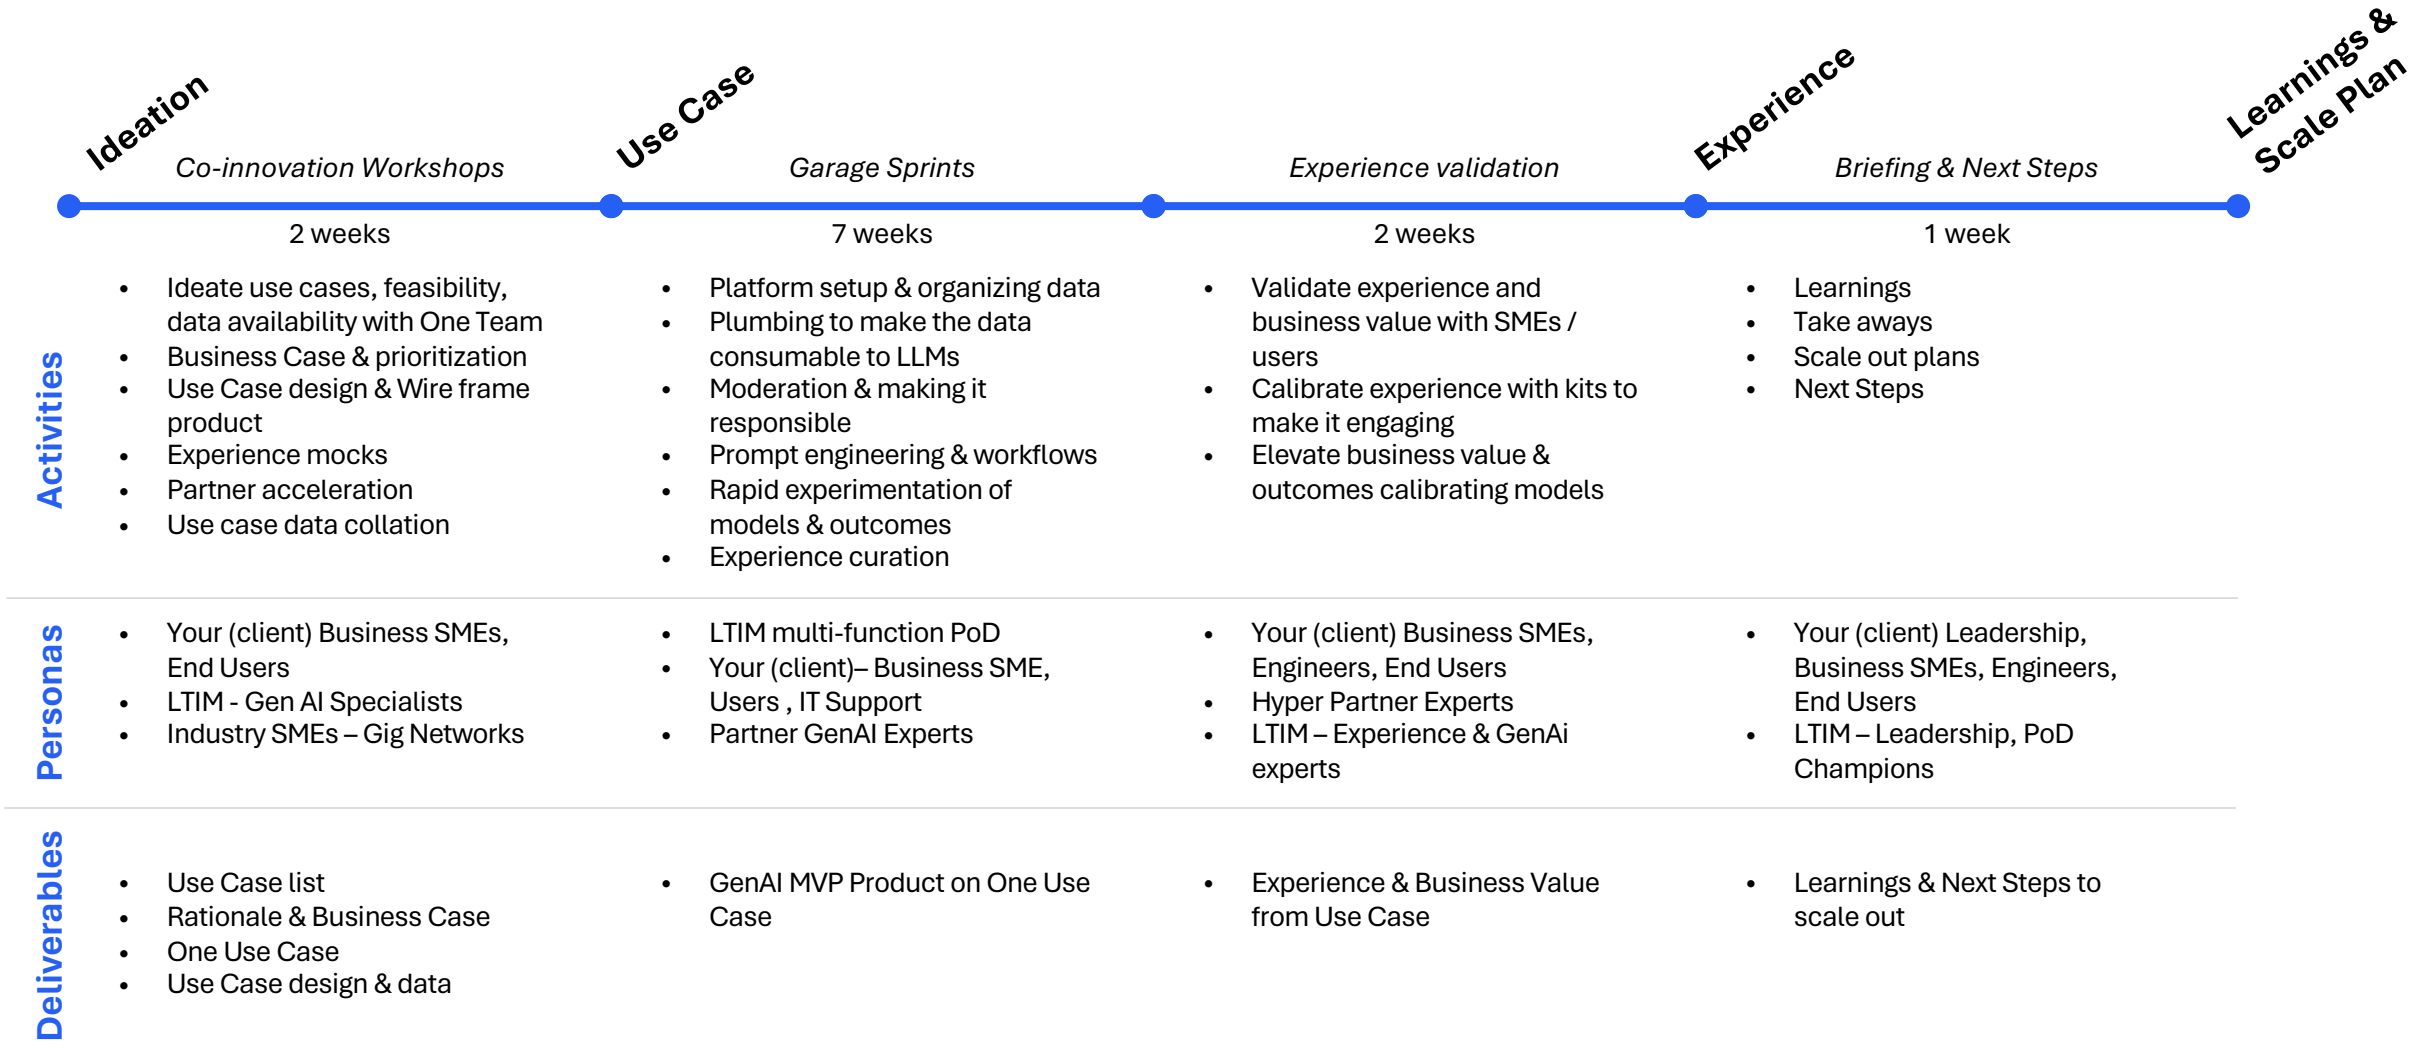 Ideation
Use Case
Experience
Learnings &
Scale Plan
Co-innovation Workshops
Garage Sprints
Experience validation
Briefing & Next Steps
2 weeks
7 weeks
2 weeks
1 week
Activities
• Ideate use cases, feasibility,
data availability with One Team
• Business Case & prioritization
• Use Case design & Wire frame
product
• Experience mocks
• Partner acceleration
• Use case data collation
• Platform setup & organizing data
• Plumbing to make the data
consumable to LLMs
• Moderation & making it
responsible
• Prompt engineering & workflows
• Rapid experimentation of
models & outcomes
• Experience curation
• Validate experience and
business value with SMEs /
users
• Calibrate experience with kits to
make it engaging
• Elevate business value &
outcomes calibrating models
• Learnings
• Take aways
• Scale out plans
• Next Steps
Personas
• Your (client) Business SMEs,
End Users
• LTIM - Gen AI Specialists
• Industry SMEs – Gig Networks
• LTIM multi-function PoD
• Your (client)– Business SME,
Users , IT Support
• Partner GenAI Experts
• Your (client) Business SMEs,
Engineers, End Users
• Hyper Partner Experts
• LTIM – Experience & GenAi
experts
• Your (client) Leadership,
Business SMEs, Engineers,
End Users
• LTIM – Leadership, PoD
Champions
Deliverables
• Use Case list
• Rationale & Business Case
• One Use Case
• Use Case design & data
• GenAI MVP Product on One Use
Case
• Experience & Business Value
from Use Case
• Learnings & Next Steps to
scale out